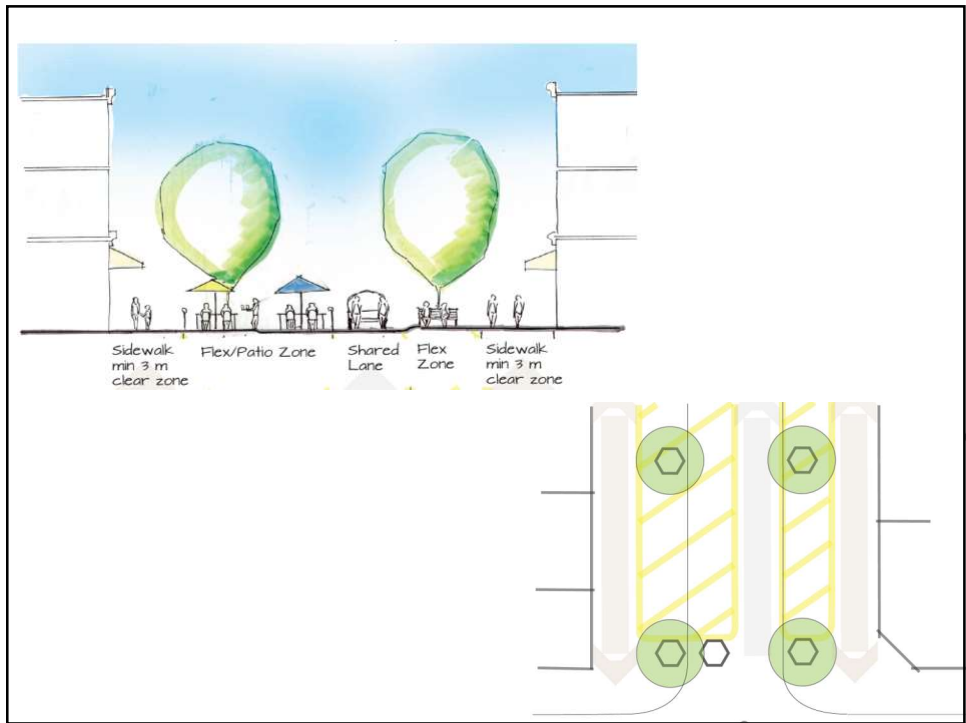 Sidewalk
min 3 m
clear zone
Flex/Patio Zone
Shared
Lane
Flex
Zone
Sidewalk
min 3 m
clear zone